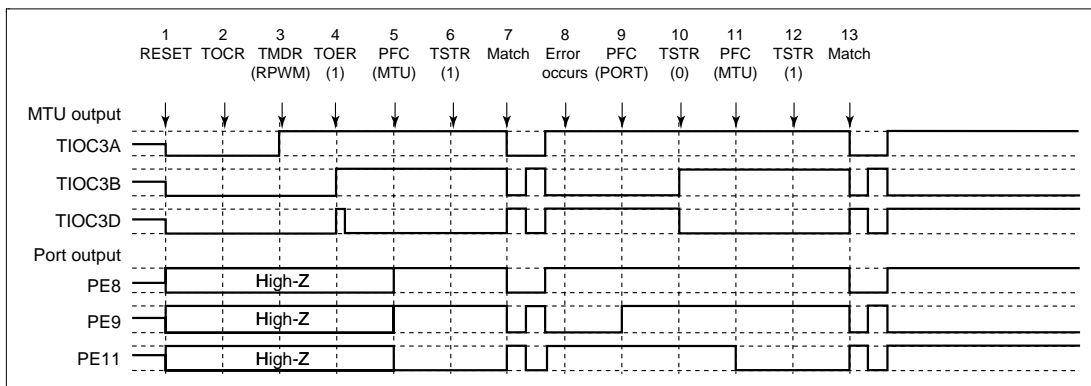 1 2 3 4 5 6 7 8 9 10 11 12 13
RESET TOCR TMDR TOER PFC TSTR Match Error PFC TSTR PFC TSTR Match
(RPWM) (1) (MTU) (1) occurs (PORT) (0) (MTU) (1)
MTU output
TIOC3A
TIOC3B
TIOC3D
Port output
PE8 High-Z
PE9 High-Z
PE11 High-Z